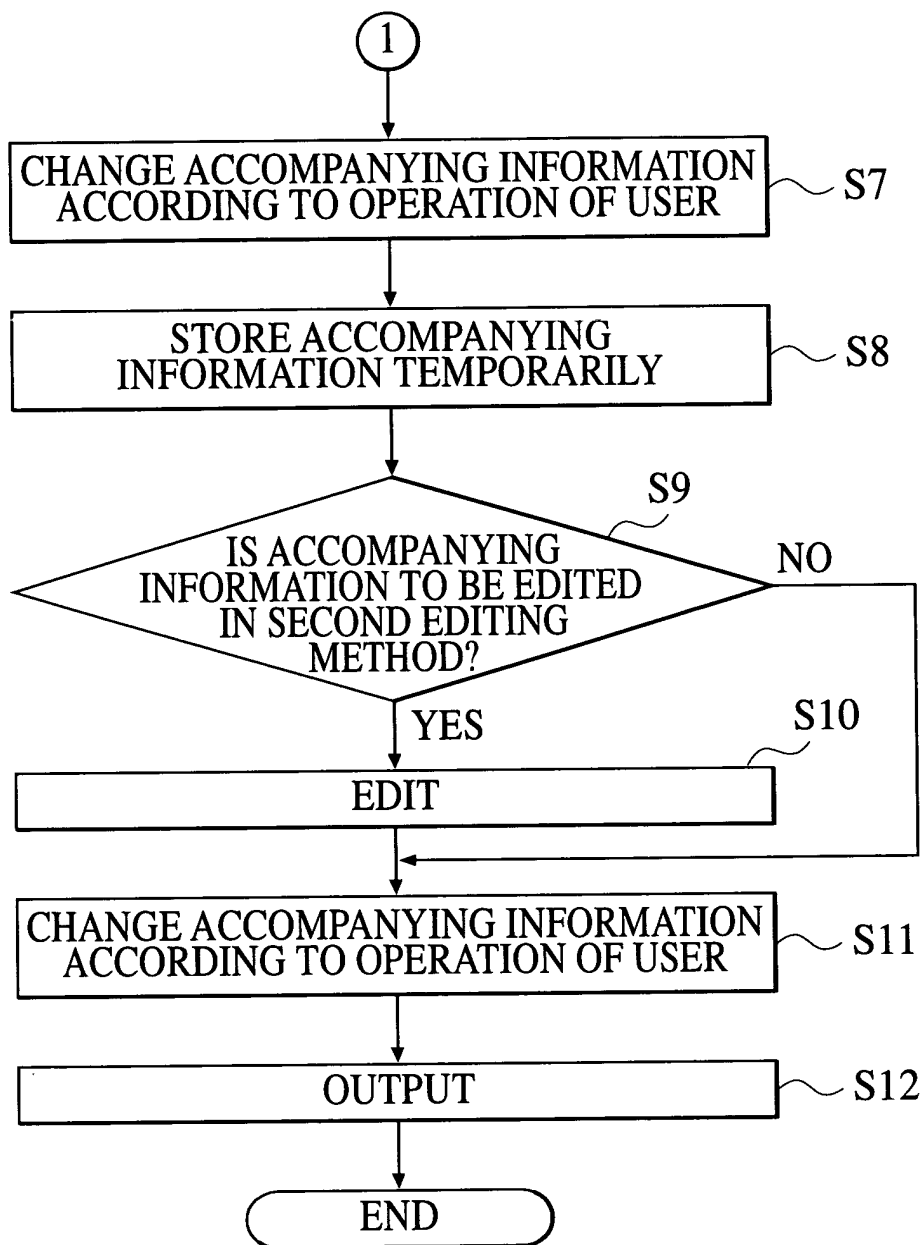 1
CHANGE ACCOMPANYING INFORMATION
ACCORDING TO OPERATION OF USER
S7
STORE ACCOMPANYING
INFORMATION TEMPORARILY
S8
S9
IS ACCOMPANYING
INFORMATION TO BE EDITED
IN SECOND EDITING
METHOD?
NO
YES
S10
EDIT
CHANGE ACCOMPANYING INFORMATION
ACCORDING TO OPERATION OF USER
S11
OUTPUT
S12
END